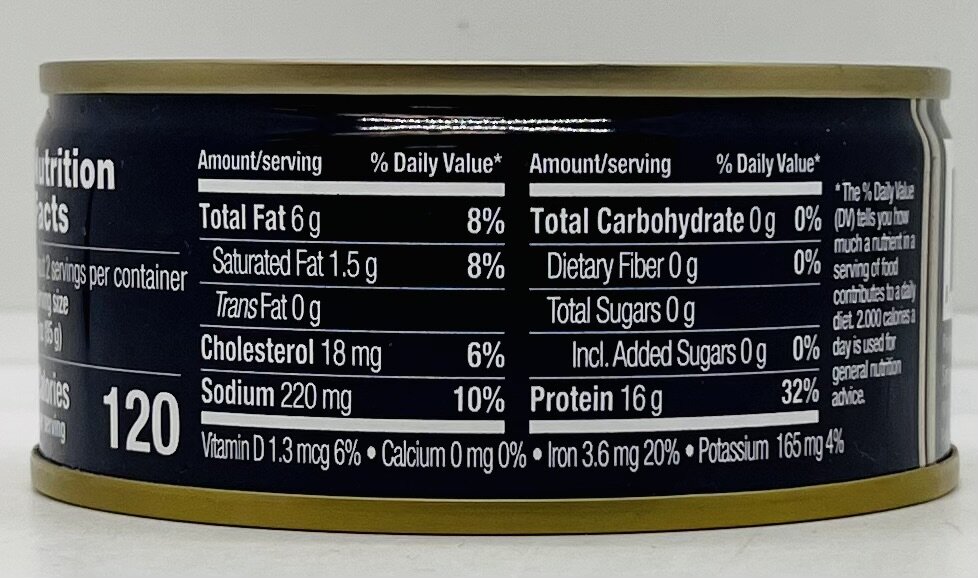 utrition
acts
2 servings per container
size
Calories
serving
120
Amount/serving % Daily Value*
Total Fat 6 g 8%
Saturated Fat 1.5 g 8%
Trans Fat 0 g
Cholesterol 18 mg 6%
Sodium 220 mg 10%
Amount/serving % Daily Value*
Total Carbohydrate 0 g 0%
Dietary Fiber 0 g 0%
Total Sugars 0 g
Incl. Added Sugars 0 g 0%
Protein 16 g 32%
Vitamin D 1.3 mcg 6% • Calcium 0 mg 0% • Iron 3.6 mg 20% • Potassium 165 mg 4%
* The % Daily Value
(DV) tells you how
much a nutrient in a
serving of food
contributes to a daily
diet. 2,000 calories a
day is used for
general nutrition
advice.